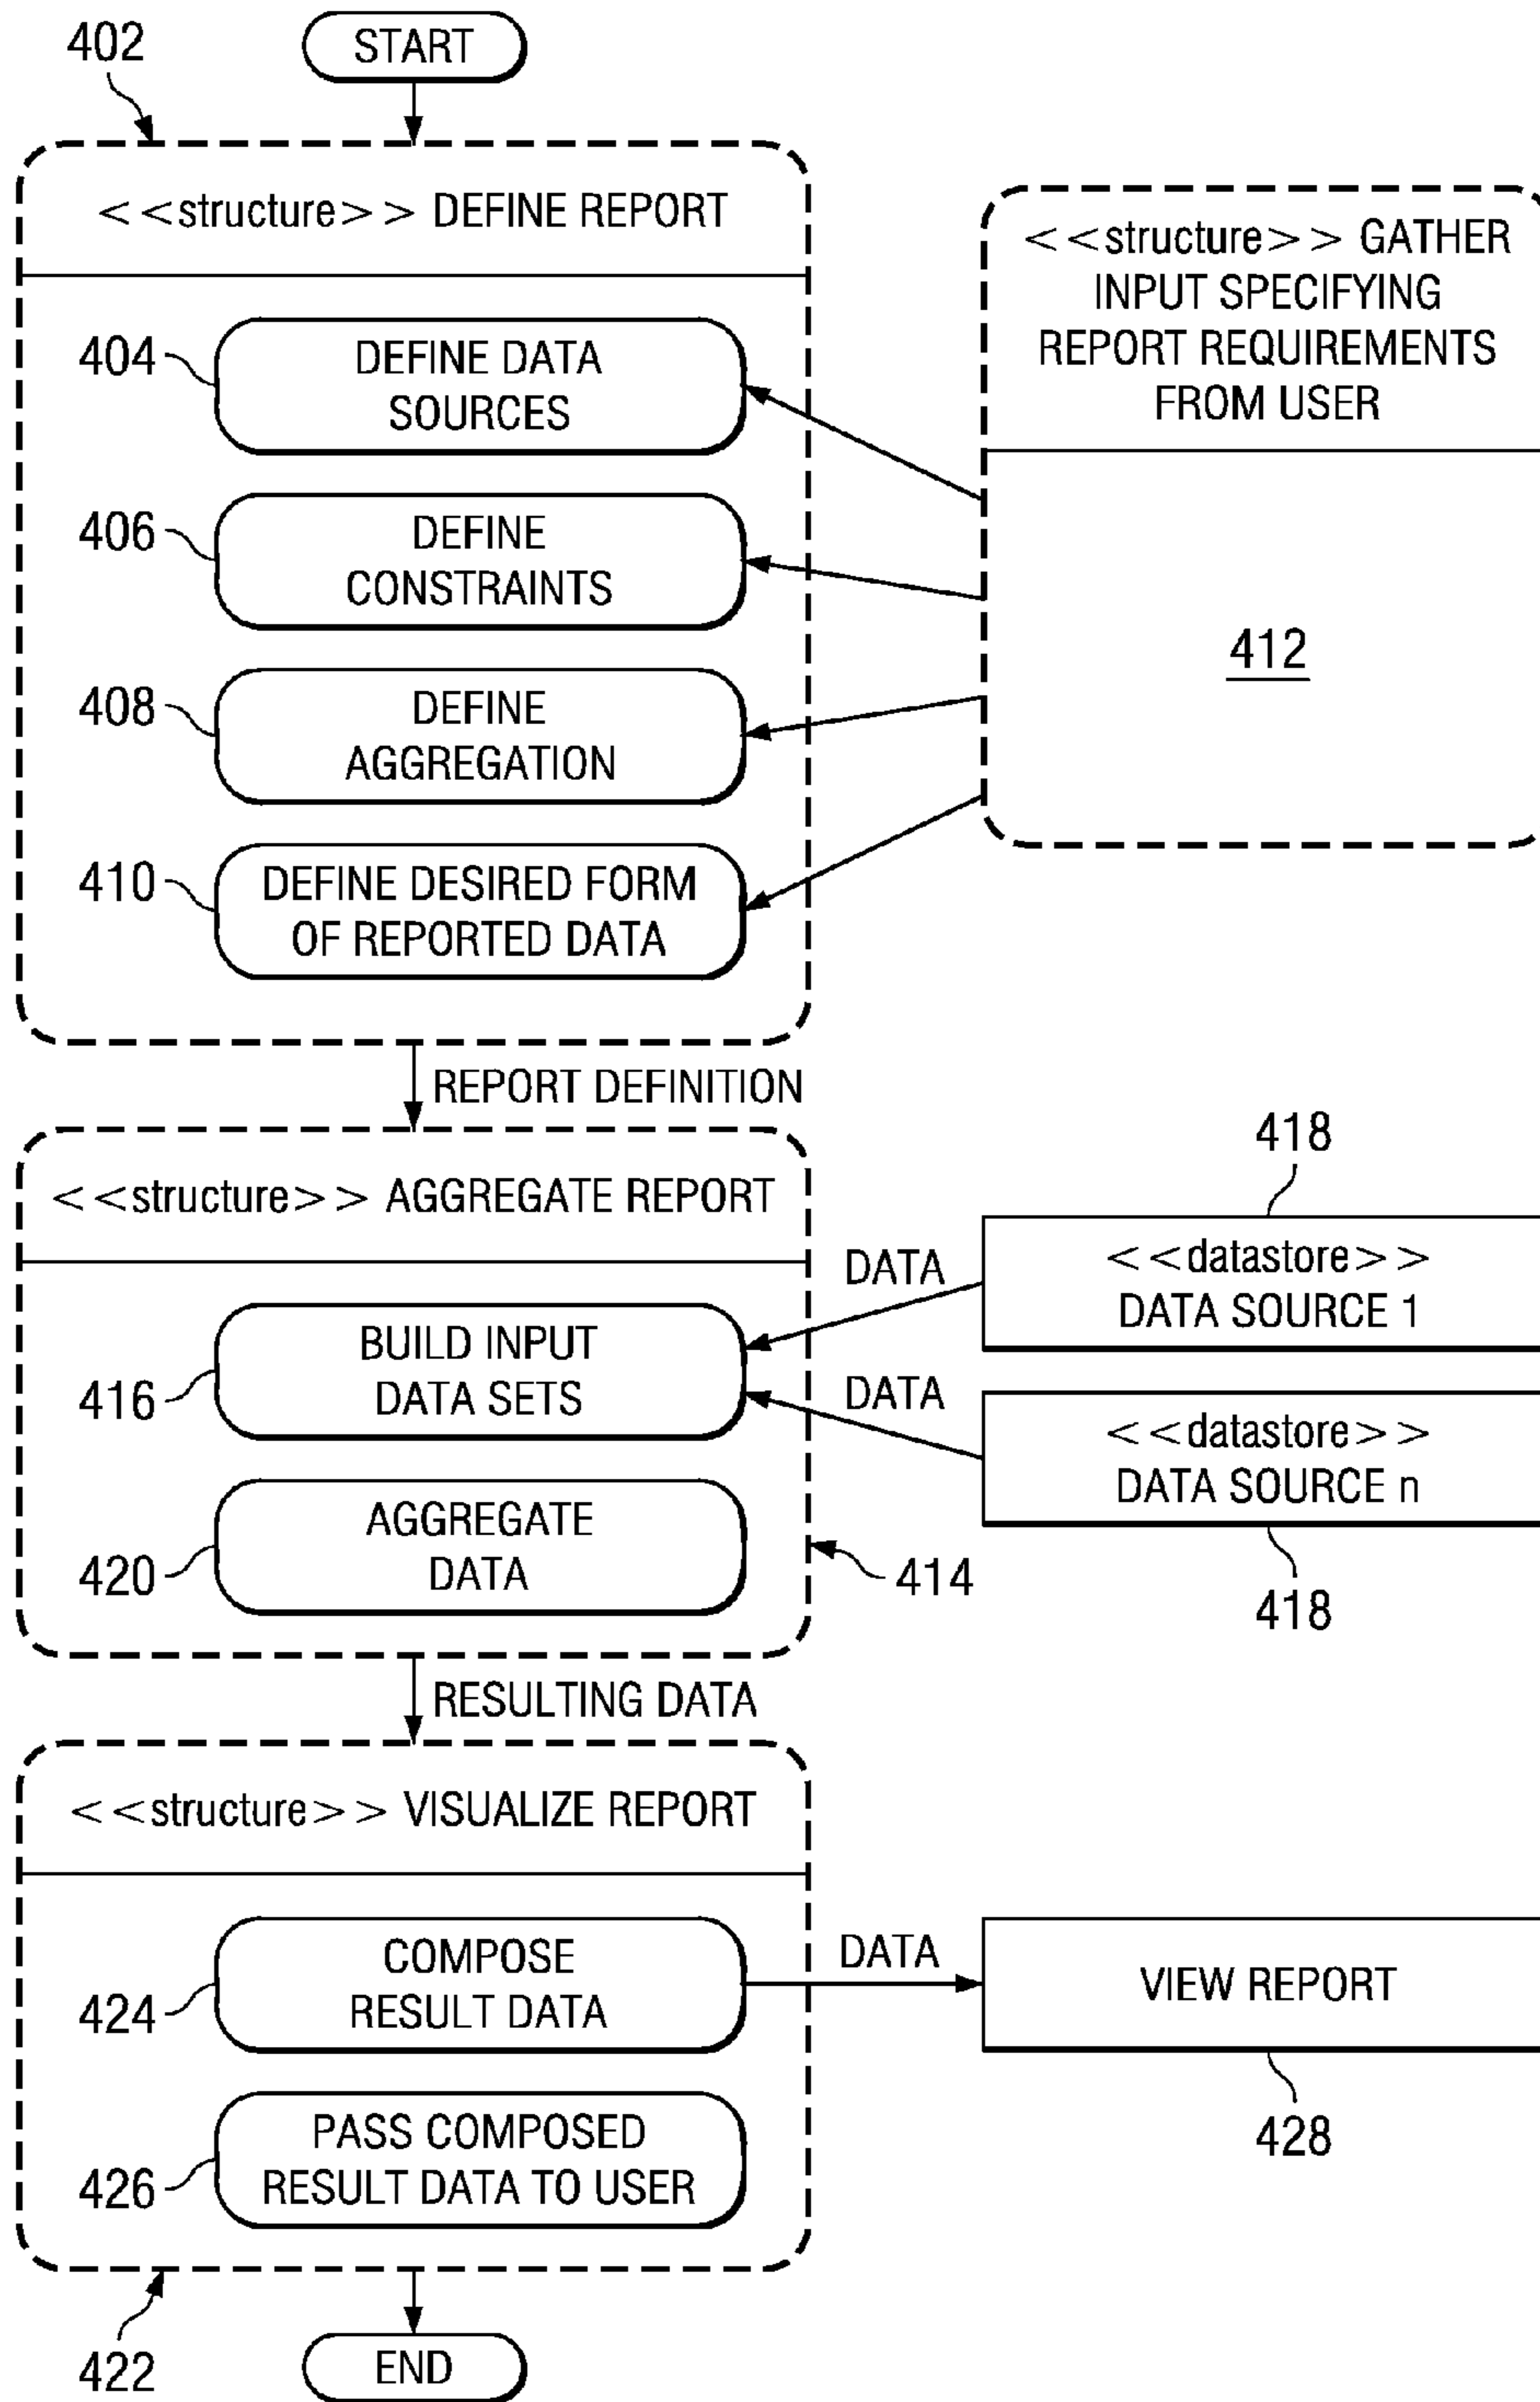 402
START
<<structure>> DEFINE REPORT
<<structure>> GATHER
INPUT SPECIFYING
REPORT REQUIREMENTS
FROM USER
404
DEFINE DATA
SOURCES
406
DEFINE
CONSTRAINTS
412
408
DEFINE
AGGREGATION
410
DEFINE DESIRED FORM
OF REPORTED DATA
REPORT DEFINITION
<<structure>> AGGREGATE REPORT
418
<<datastore>>
DATA SOURCE 1
DATA
416
BUILD INPUT
DATA SETS
DATA
<<datastore>>
DATA SOURCE n
418
420
AGGREGATE
DATA
414
RESULTING DATA
<<structure>> VISUALIZE REPORT
424
COMPOSE
RESULT DATA
DATA
VIEW REPORT
428
426
PASS COMPOSED
RESULT DATA TO USER
422
END